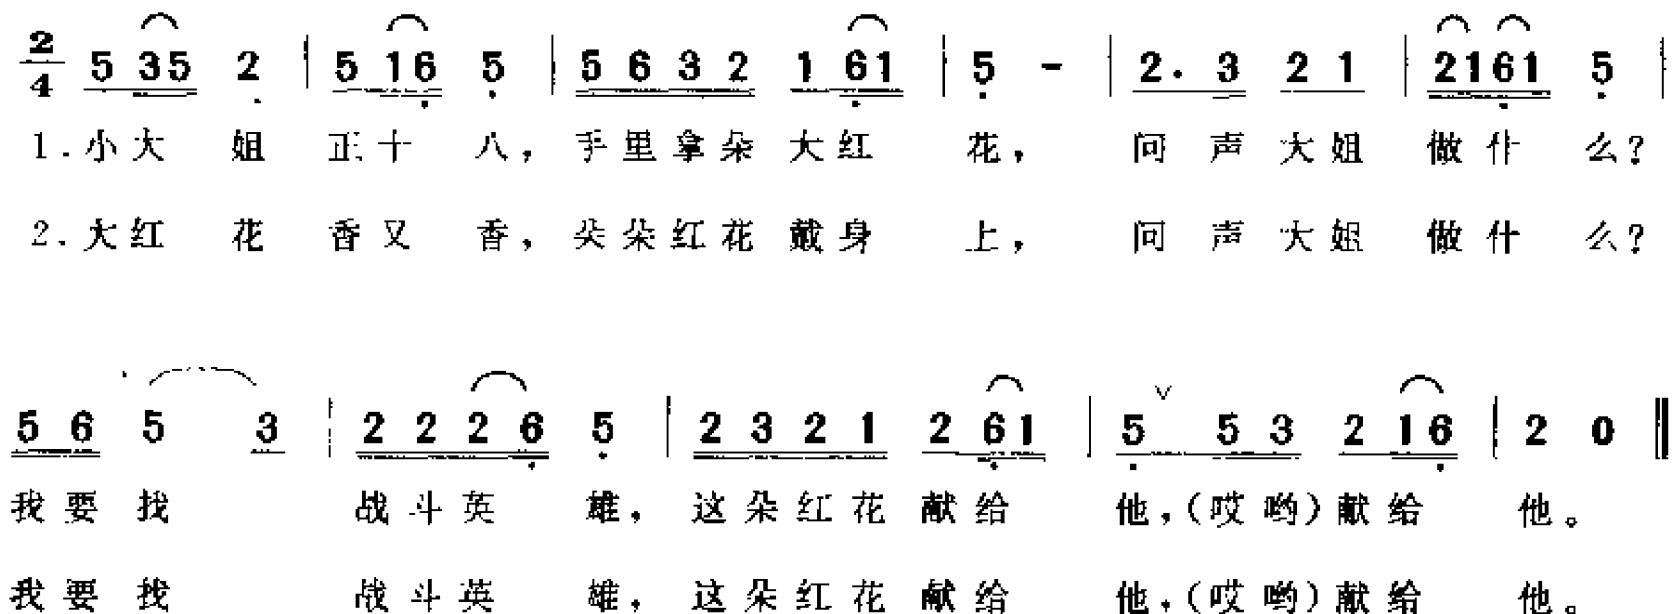 2/4 5 35 2 | 5 16 5 | 5 6 3 2 1 61 | 5 - | 2. 3 2 1 | 2161 5 |
1.小大姐正十八，手里拿朵大红花，问声大姐做什么？
2.大红花香又香，朵朵红花戴身上，问声大姐做什么？
5 6 5 3 | 2 2 2 6 5 | 2 3 2 1 2 61 | 5 ∨ 5 3 2 16 | 2 0 ‖
我要找战斗英雄，这朵红花献给他，(哎哟)献给他。
我要找战斗英雄，这朵红花献给他，(哎哟)献给他。